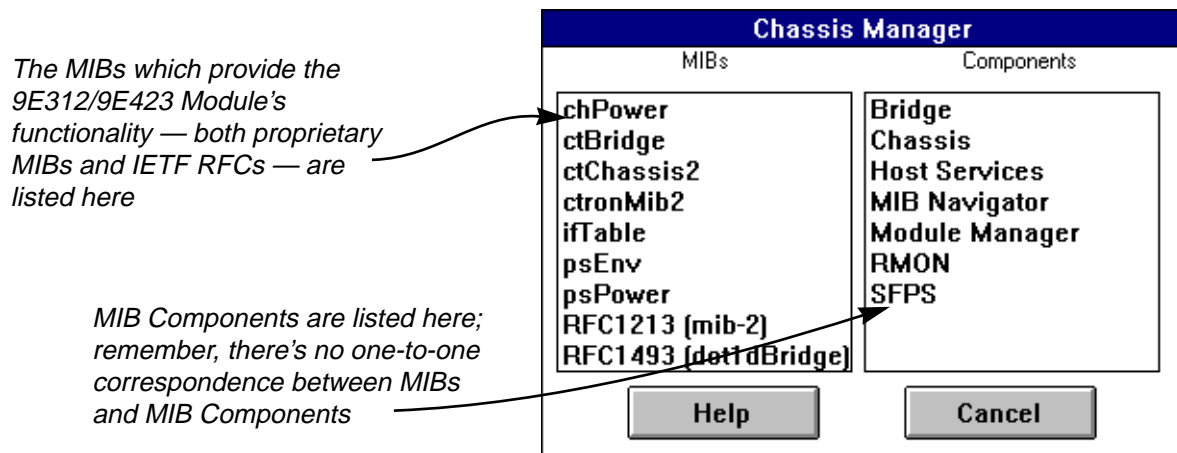 Chassis Manager
MIBs
Components
The MIBs which provide the
9E312/9E423 Module's
functionality — both proprietary
MIBs and IETF RFCs — are
listed here
chPower
ctBridge
ctChassis2
ctronMib2
ifTable
psEnv
psPower
RFC1213 (mib-2)
RFC1493 (dot1dBridge)
Bridge
Chassis
Host Services
MIB Navigator
Module Manager
RMON
SFPS
MIB Components are listed here;
remember, there's no one-to-one
correspondence between MIBs
and MIB Components
Help
Cancel